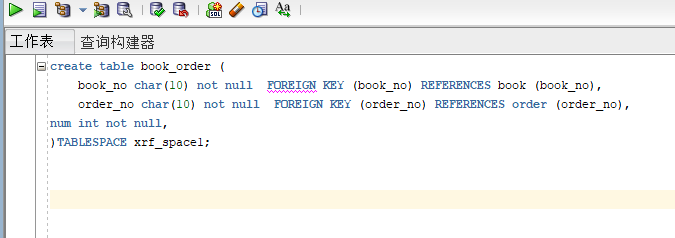 SQL
Aa
工作表 查询构建器
create table book_order (
book_no char(10) not null  FOREIGN KEY (book_no) REFERENCES book (book_no),
order_no char(10) not null  FOREIGN KEY (order_no) REFERENCES order (order_no),
num int not null,
)TABLESPACE xrf_space1;